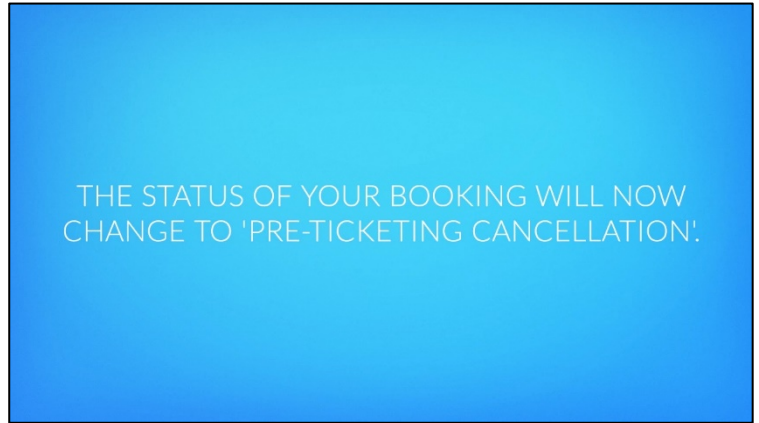 THE STATUS OF YOUR BOOKING WILL NOW
CHANGE TO 'PRE-TICKETING CANCELLATION'.